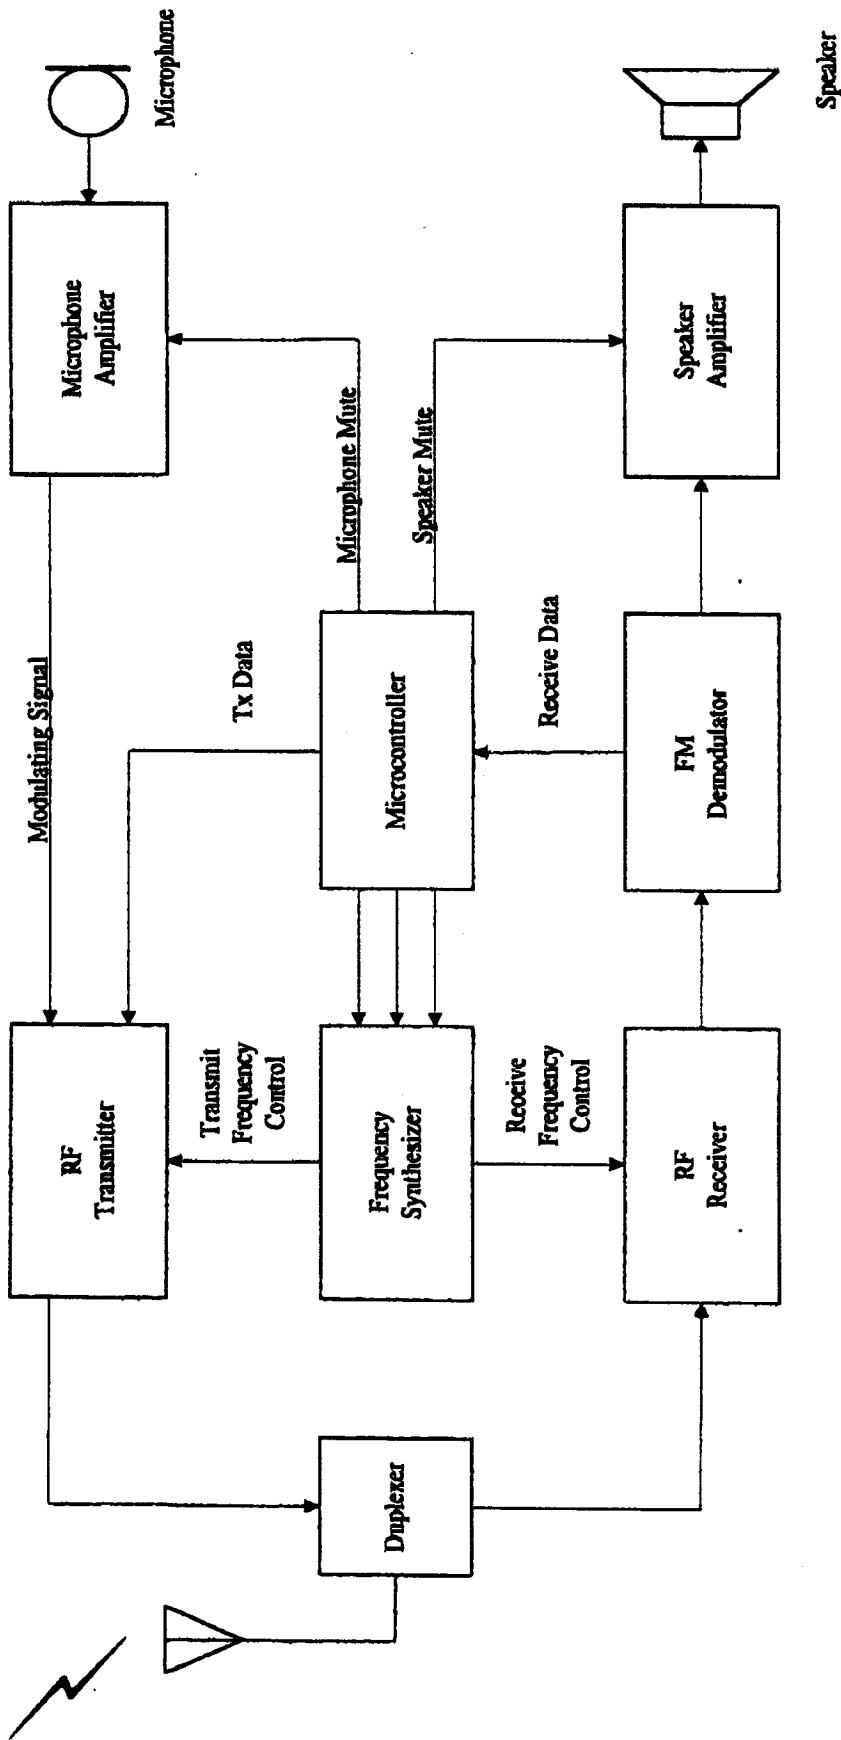 RF
Transmitter
Modulating Signal
Microphone
Amplifier
Microphone
Transmit
Frequency
Control
Tx Data
Duplexer
Frequency
Synthesizer
Microcontroller
Microphone Mute
Speaker Mute
Receive
Frequency
Control
Receive Data
RF
Receiver
FM
Demodulator
Speaker
Amplifier
Speaker